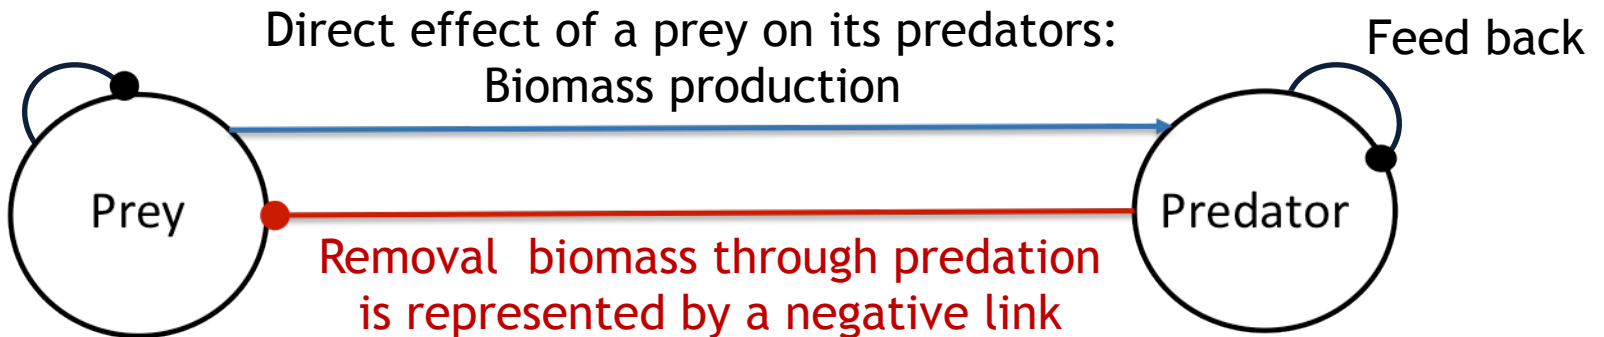 Direct effect of a prey on its predators:
Biomass production
Feed back
Prey
Predator
Removal  biomass through predation
is represented by a negative link